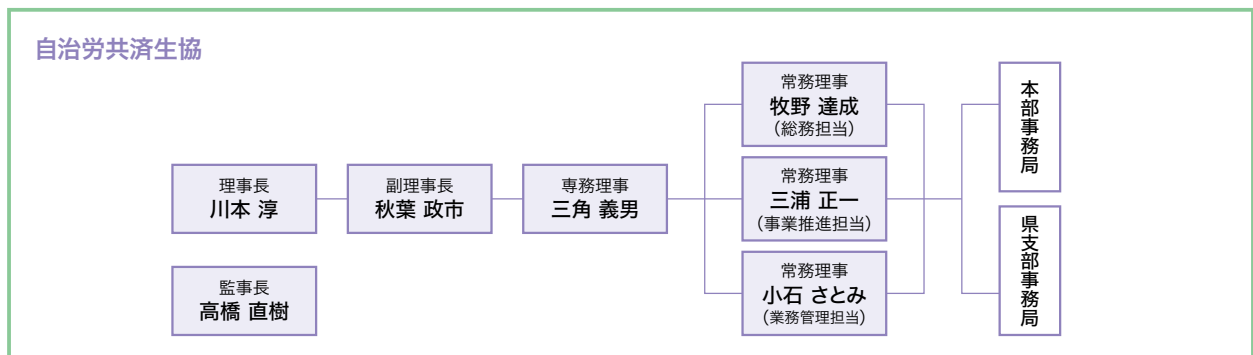 自治労共済生協
理事長
川本 淳
副理事長
秋葉 政市
専務理事
三角 義男
常務理事
牧野 達成
（総務担当）
常務理事
三浦 正一
（事業推進担当）
常務理事
小石 さとみ
（業務管理担当）
本部事務局
県支部事務局
監事長
高橋 直樹